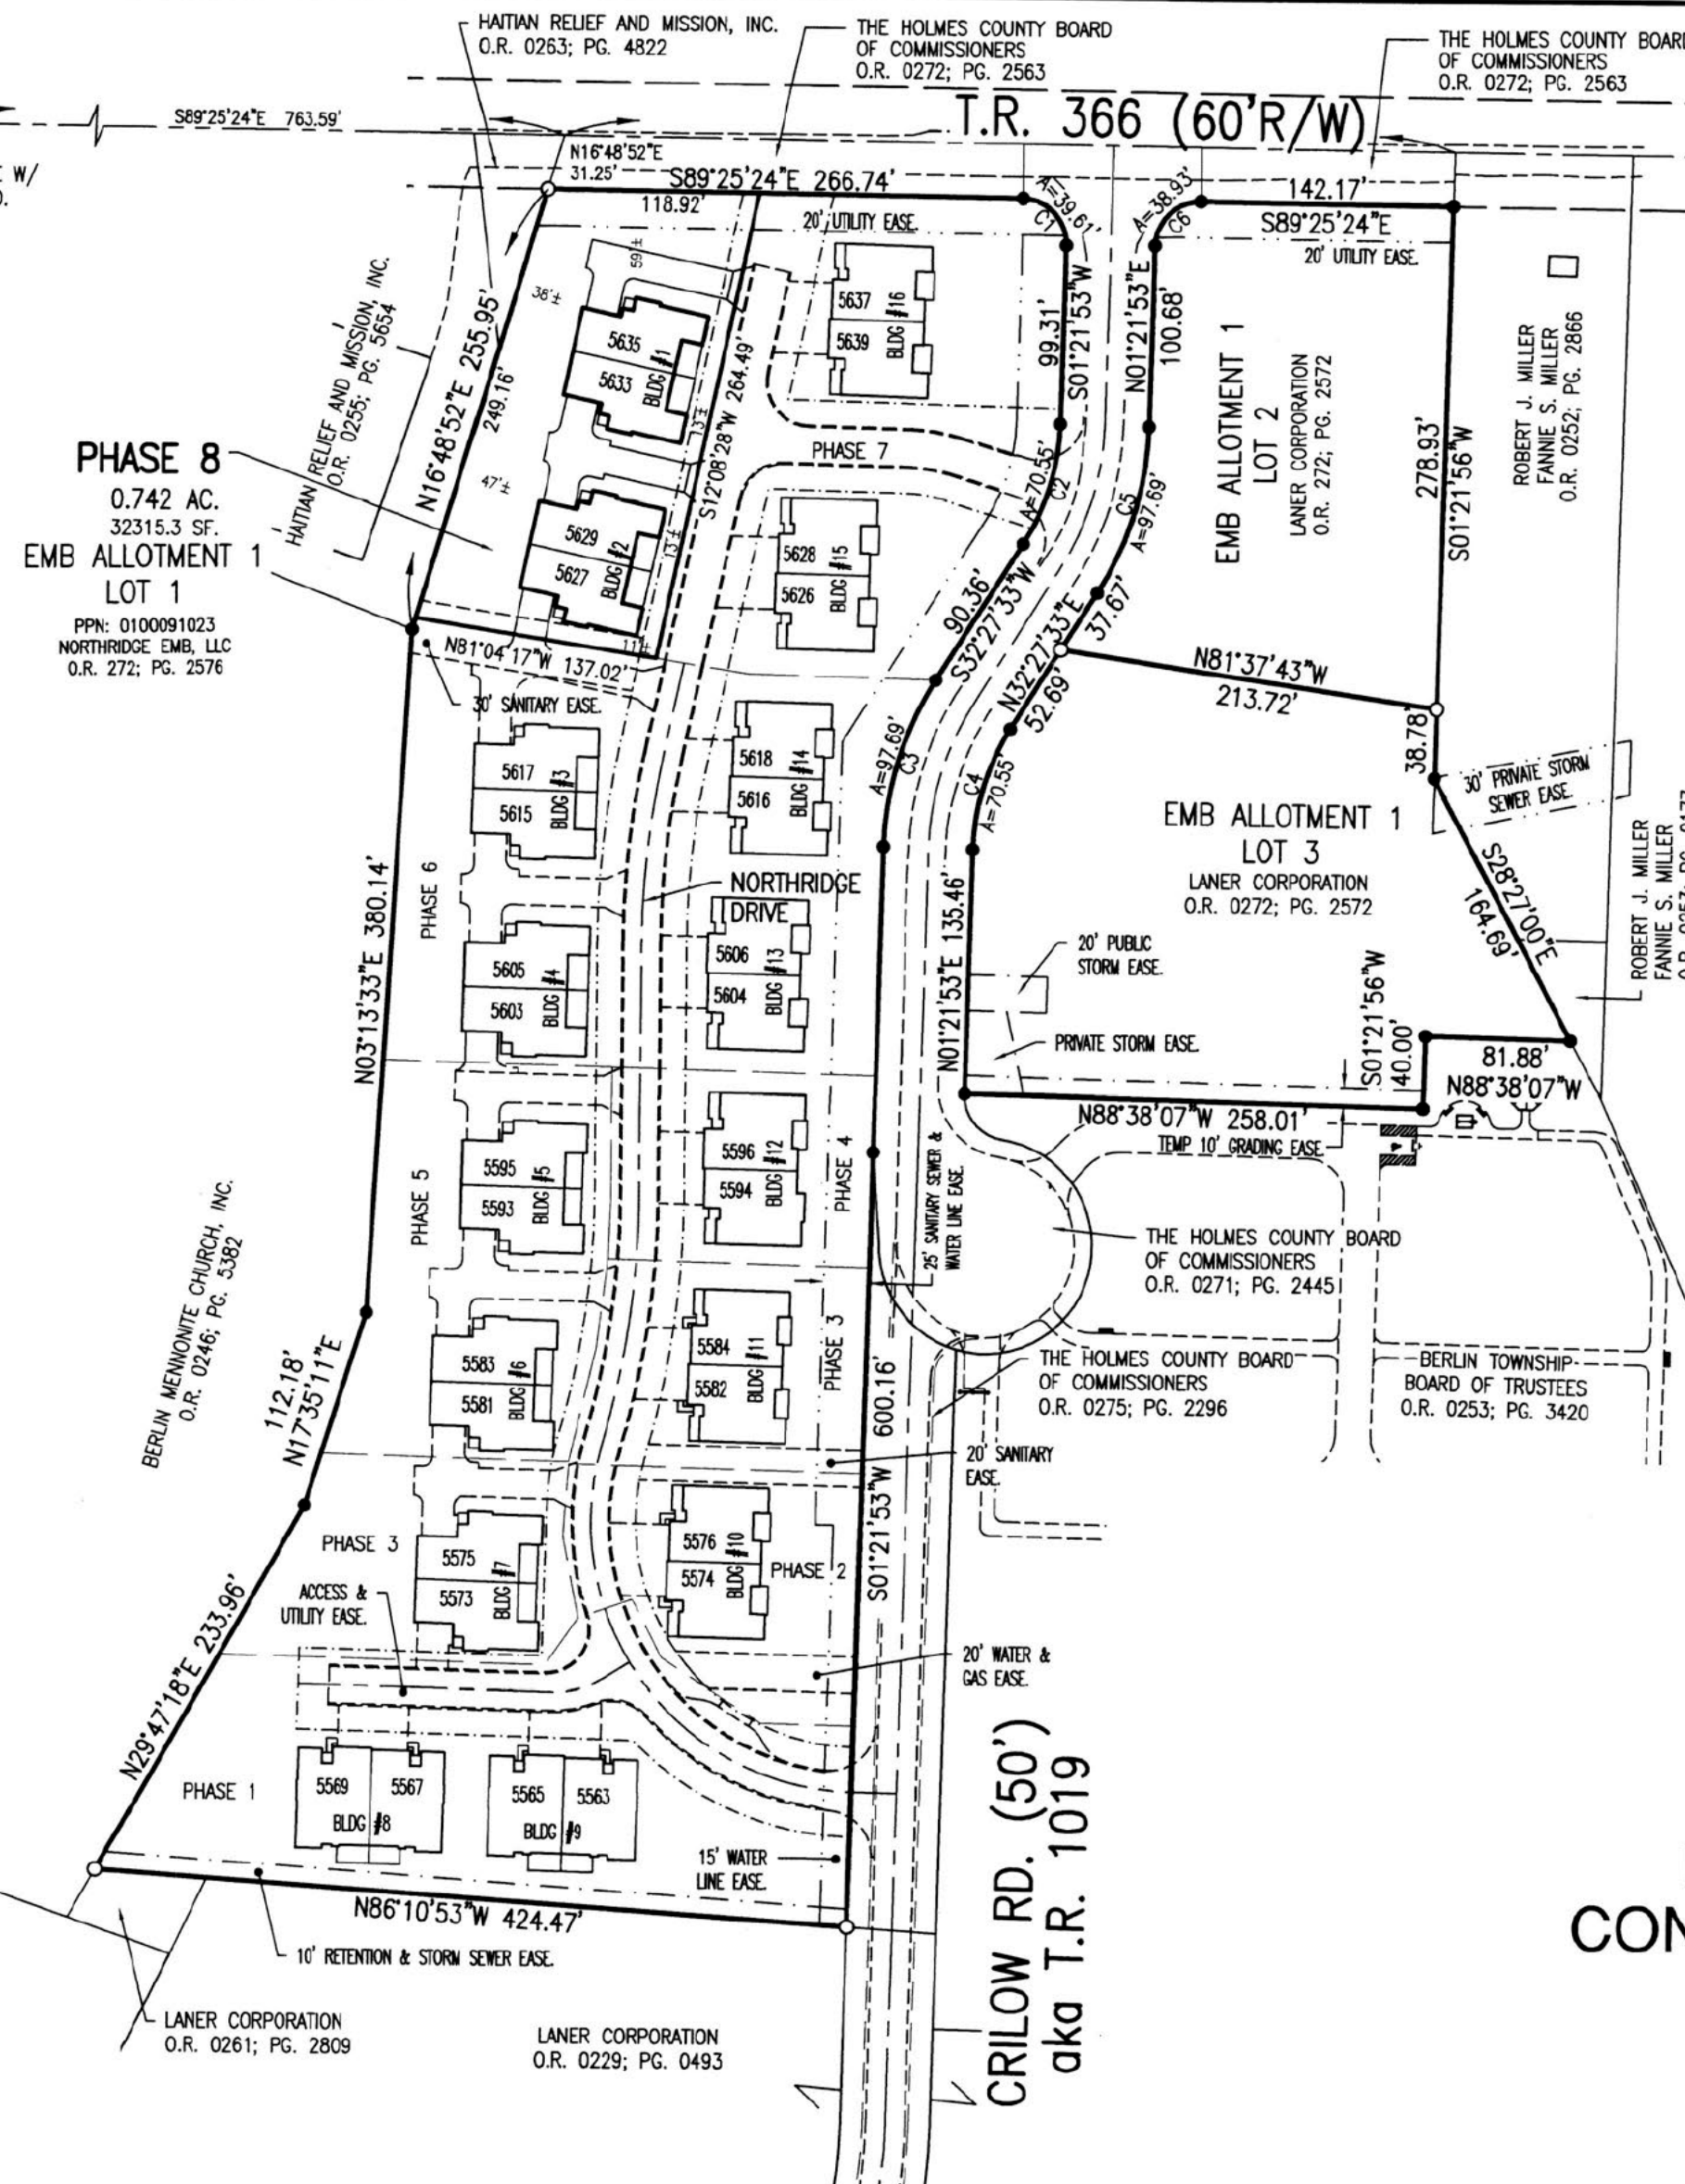 HAITIAN RELIEF AND MISSION, INC.
O.R. 0263; PG. 4822
THE HOLMES COUNTY BOARD
OF COMMISSIONERS
O.R. 0272; PG. 2563
THE HOLMES COUNTY BOARD
OF COMMISSIONERS
O.R. 0272; PG. 2563
S89°25'24"E 763.59'
T.R. 366 (60'R/W)
W/
N16°48'52"E
31.25'
S89°25'24"E 266.74'
118.92'
20' UTILITY EASE.
A=39.61'
C1
A=38.93'
C6
142.17'
S89°25'24"E
20' UTILITY EASE.
HAITIAN RELIEF AND MISSION, INC.
O.R. 0255; PG. 5654
N16°48'52"E 255.95'
249.16'
38'±
59'±
47'±
13'±
13'±
11'±
5635
5633
BLDG #1
5629
5627
BLDG #2
S12°08'28"W 264.49'
5637
5639
BLDG #16
PHASE 7
99.31'
S01°21'53"W
N01°21'53"E
100.68'
A=70.55'
C2
C5
A=97.69'
EMB ALLOTMENT 1
LOT 2
LANER CORPORATION
O.R. 272; PG. 2572
278.93'
S01°21'56"W
ROBERT J. MILLER
FANNIE S. MILLER
O.R. 0252; PG. 2866
PHASE 8
0.742 AC.
32315.3 SF.
EMB ALLOTMENT 1
LOT 1
PPN: 0100091023
NORTHRIDGE EMB, LLC
O.R. 272; PG. 2576
5628
5626
BLDG #15
90.36'
S32°27'33"W
N32°27'33"E
37.67'
52.69'
N81°04'17"W 137.02'
30' SANITARY EASE.
N81°37'43"W
213.72'
38.78'
30' PRIVATE STORM
SEWER EASE.
5617
5615
BLDG #3
5618
5616
BLDG #14
A=97.69'
C3
C4
A=70.55'
EMB ALLOTMENT 1
LOT 3
LANER CORPORATION
O.R. 0272; PG. 2572
S28°27'00"E
164.69'
ROBERT J. MILLER
FANNIE S. MILLER
N03°13'33"E 380.14'
PHASE 6
NORTHRIDGE
DRIVE
5605
5603
BLDG #4
5606
5604
BLDG #13
N01°21'53"E 135.46'
20' PUBLIC
STORM EASE.
PRIVATE STORM EASE.
S01°21'56"W
40.00'
81.88'
N88°38'07"W
N88°38'07"W 258.01'
TEMP 10' GRADING EASE.
PHASE 5
5595
5593
BLDG #5
5596
5594
BLDG #12
PHASE 4
25' SANITARY SEWER &
WATER LINE EASE.
THE HOLMES COUNTY BOARD
OF COMMISSIONERS
O.R. 0271; PG. 2445
BERLIN MENNONITE CHURCH, INC.
O.R. 0246; PG. 5382
112.18'
N17°35'11"E
5583
5581
BLDG #6
5584
5582
BLDG #11
PHASE 3
THE HOLMES COUNTY BOARD
OF COMMISSIONERS
O.R. 0275; PG. 2296
BERLIN TOWNSHIP
BOARD OF TRUSTEES
O.R. 0253; PG. 3420
20' SANITARY
EASE.
S01°21'53"W 600.16'
PHASE 3
5575
5573
BLDG #7
5576
5574
BLDG #10
PHASE 2
ACCESS &
UTILITY EASE.
N29°47'18"E 233.96'
20' WATER &
GAS EASE.
PHASE 1
5569
5567
BLDG #8
5565
5563
BLDG #9
15' WATER
LINE EASE.
N86°10'53"W 424.47'
10' RETENTION & STORM SEWER EASE.
CRILOW RD. (50')
aka T.R. 1019
CON
LANER CORPORATION
O.R. 0261; PG. 2809
LANER CORPORATION
O.R. 0229; PG. 0493